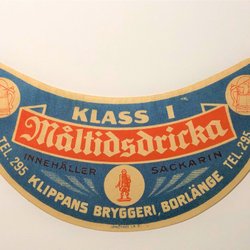 KLASS I
Måltidsdricka
INNEHÅLLER SACKARIN
TEL. 295 KLIPPANS BRYGGERI, BORLÄNGE TEL. 295